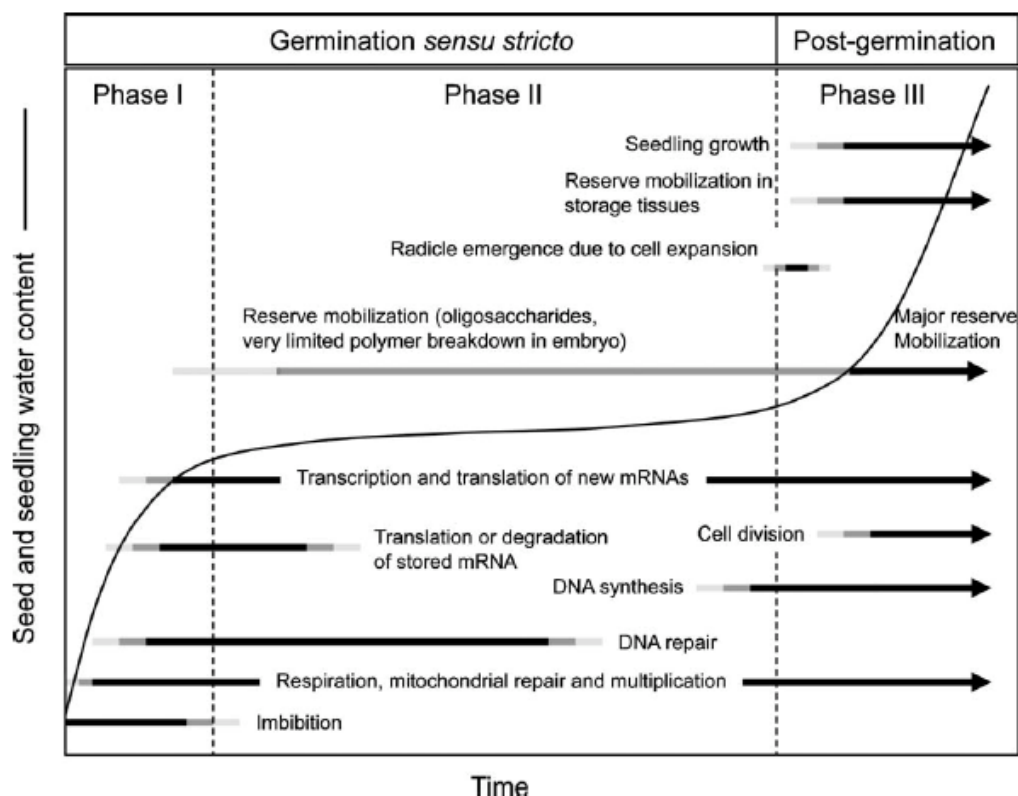 Germination sensu stricto
Post-germination
Phase I
Phase II
Phase III
Seedling growth
Reserve mobilization in
storage tissues
Radicle emergence due to cell expansion
Reserve mobilization (oligosaccharides,
very limited polymer breakdown in embryo)
Major reserve
Mobilization
Transcription and translation of new mRNAs
Translation or degradation
of stored mRNA
Cell division
DNA synthesis
DNA repair
Respiration, mitochondrial repair and multiplication
Imbibition
Seed and seedling water content
Time